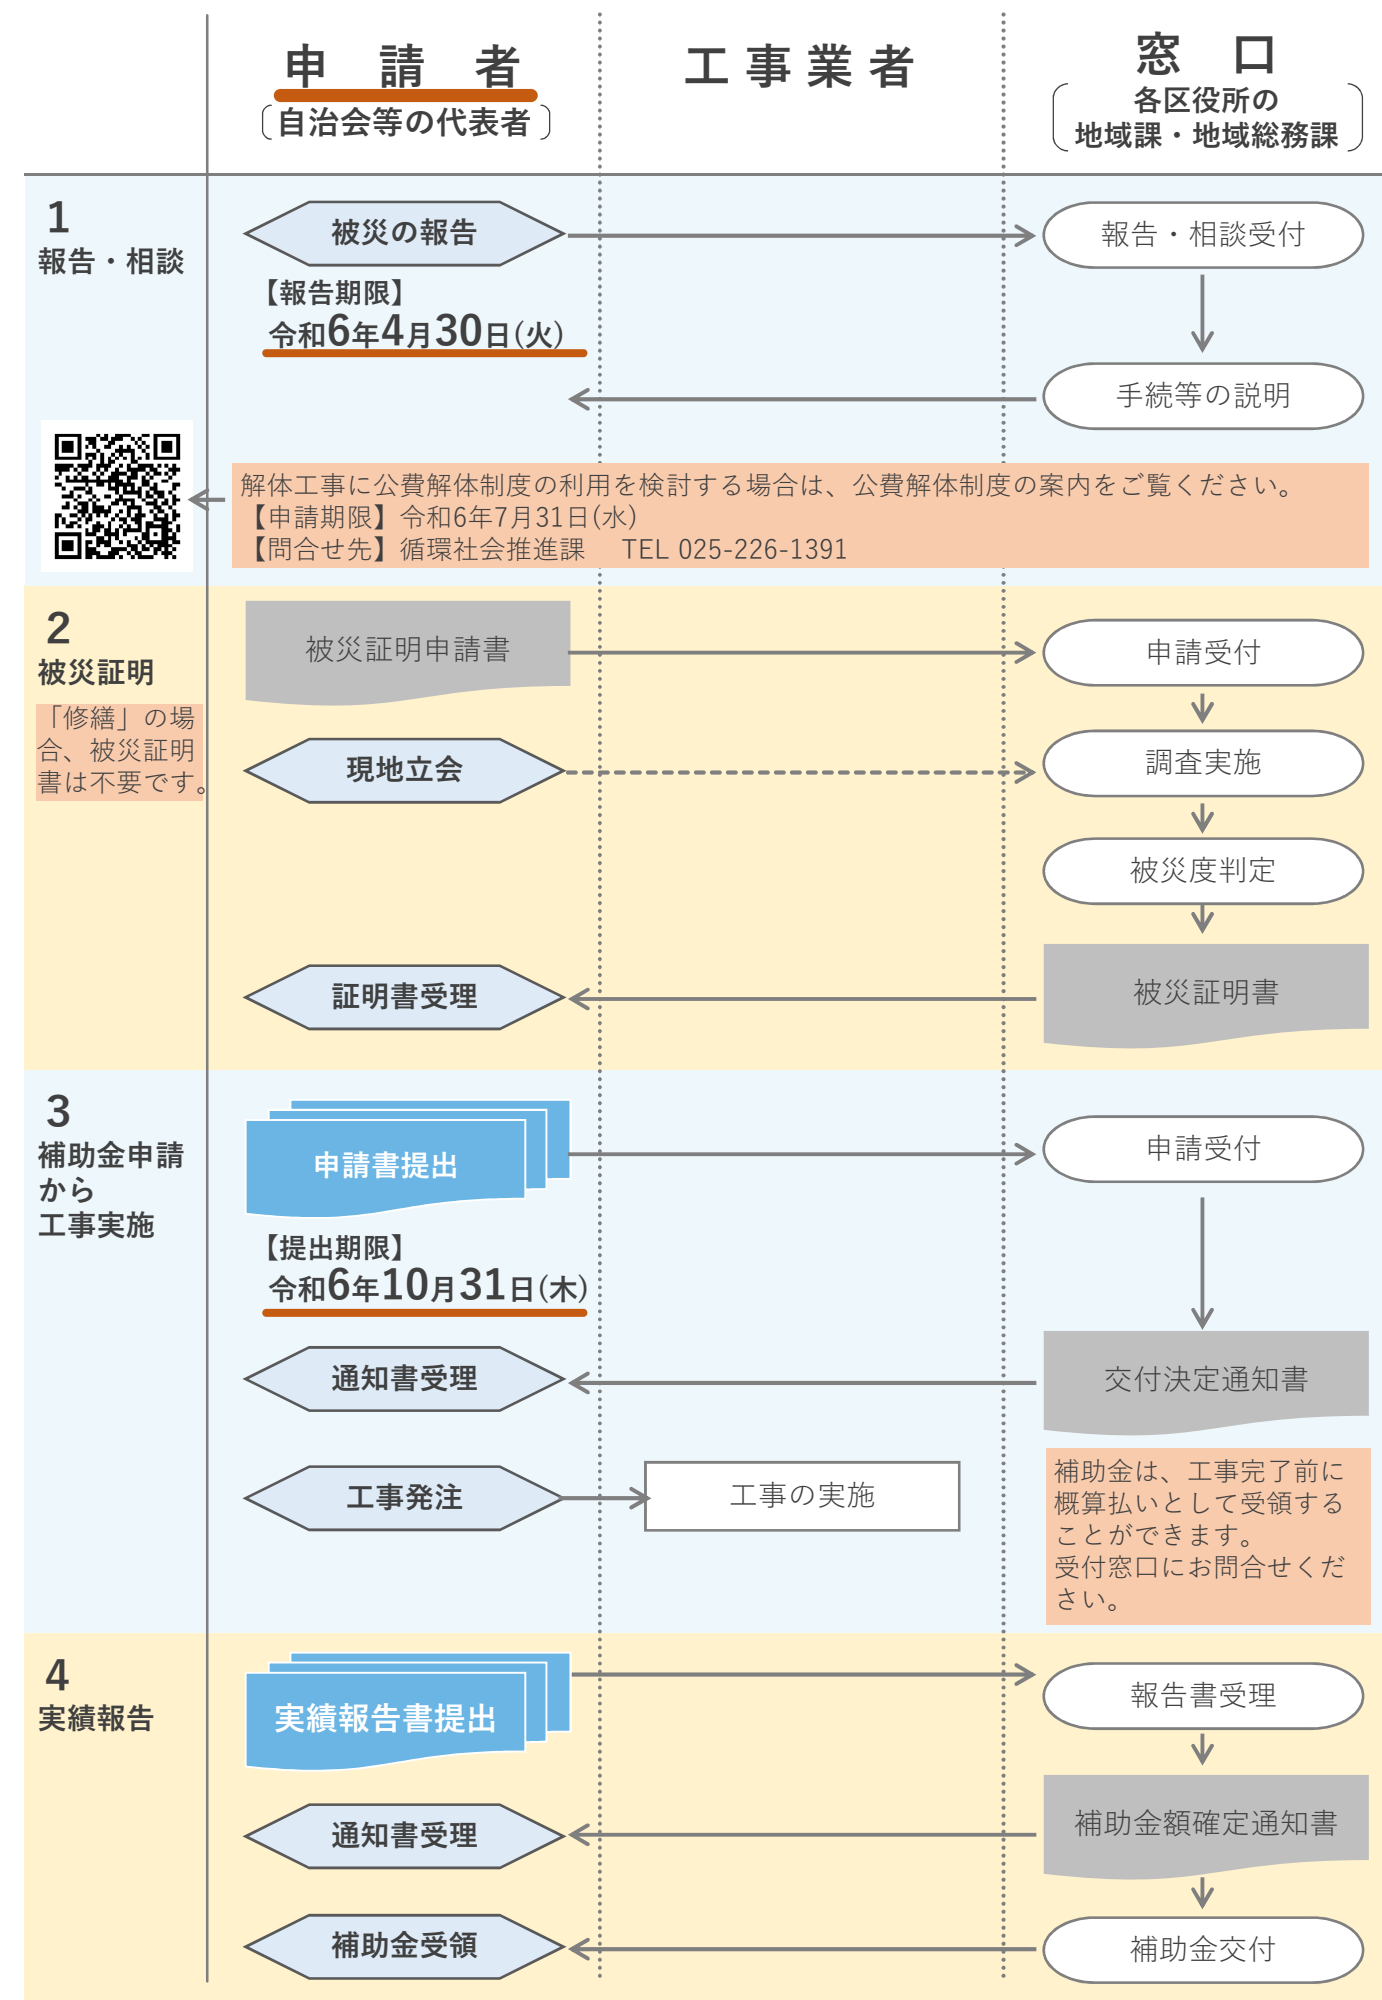 申　請　者
自治会等の代表者
工事業者
窓　口
各区役所の
地域課・地域総務課
1
報告・相談
被災の報告
報告・相談受付
【報告期限】
令和6年4月30日(火)
手続等の説明
解体工事に公費解体制度の利用を検討する場合は、公費解体制度の案内をご覧ください。
【申請期限】令和6年7月31日(水)
【問合せ先】循環社会推進課　TEL 025-226-1391
2
被災証明
「修繕」の場
合、被災証明
書は不要です。
被災証明申請書
申請受付
現地立会
調査実施
被災度判定
証明書受理
被災証明書
3
補助金申請
から
工事実施
申請書提出
申請受付
【提出期限】
令和6年10月31日(木)
通知書受理
交付決定通知書
工事発注
工事の実施
補助金は、工事完了前に
概算払いとして受領する
ことができます。
受付窓口にお問合せくだ
さい。
4
実績報告
実績報告書提出
報告書受理
通知書受理
補助金額確定通知書
補助金受領
補助金交付